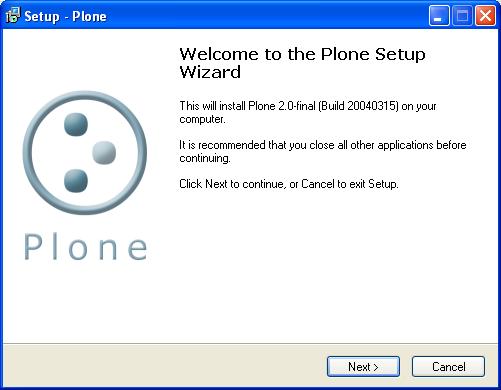 Setup - Plone
Welcome to the Plone Setup
Wizard
This will install Plone 2.0-final (Build 20040315) on your
computer.
It is recommended that you close all other applications before
continuing.
Click Next to continue, or Cancel to exit Setup.
Plone
Next >
Cancel